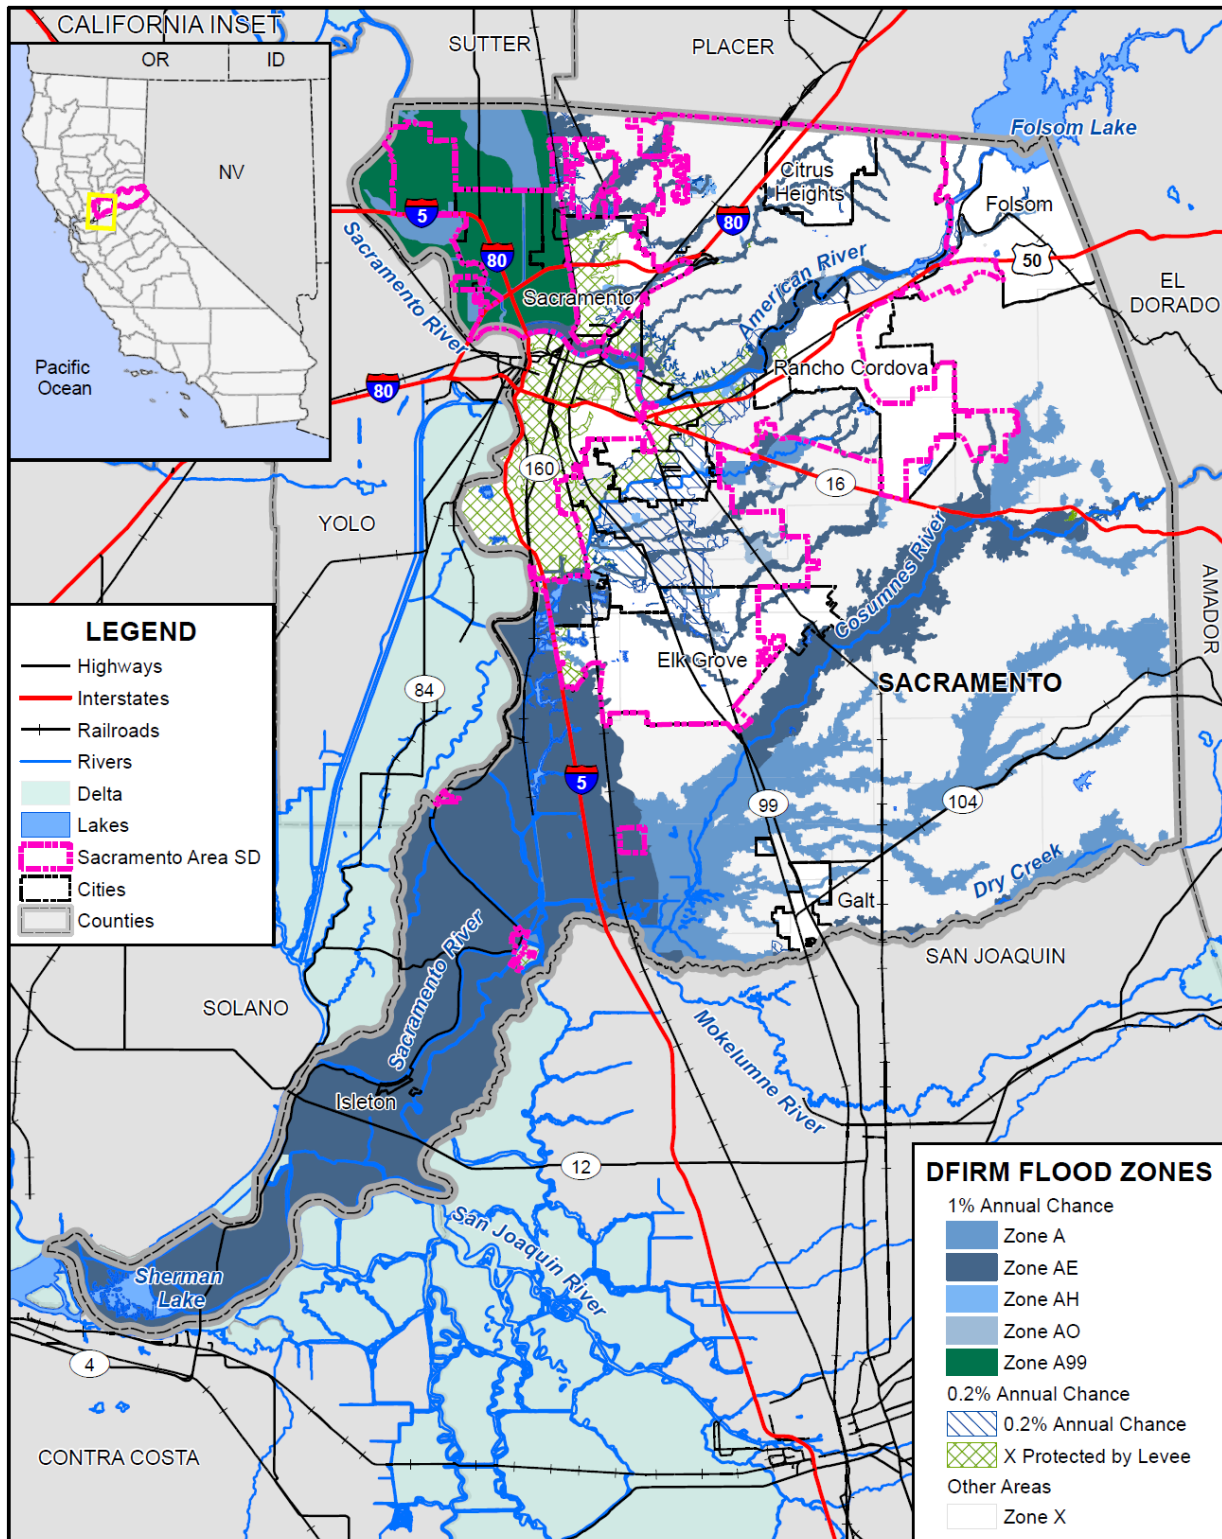 CALIFORNIA INSET
OR
ID
NV
Pacific
Ocean
SUTTER
PLACER
Folsom Lake
Citrus
Heights
Folsom
5
80
80
50
Sacramento River
Sacramento
American River
EL
DORADO
80
Rancho Cordova
160
16
YOLO
Cosumnes River
AMADOR
LEGEND
Highways
Interstates
Railroads
Rivers
Delta
Lakes
Sacramento Area SD
Cities
Counties
Elk Grove
SACRAMENTO
84
5
99
104
Dry Creek
Galt
SAN JOAQUIN
Sacramento River
SOLANO
Mokelumne River
Isleton
12
San Joaquin River
Sherman
Lake
4
CONTRA COSTA
DFIRM FLOOD ZONES
1% Annual Chance
Zone A
Zone AE
Zone AH
Zone AO
Zone A99
0.2% Annual Chance
0.2% Annual Chance
X Protected by Levee
Other Areas
Zone X